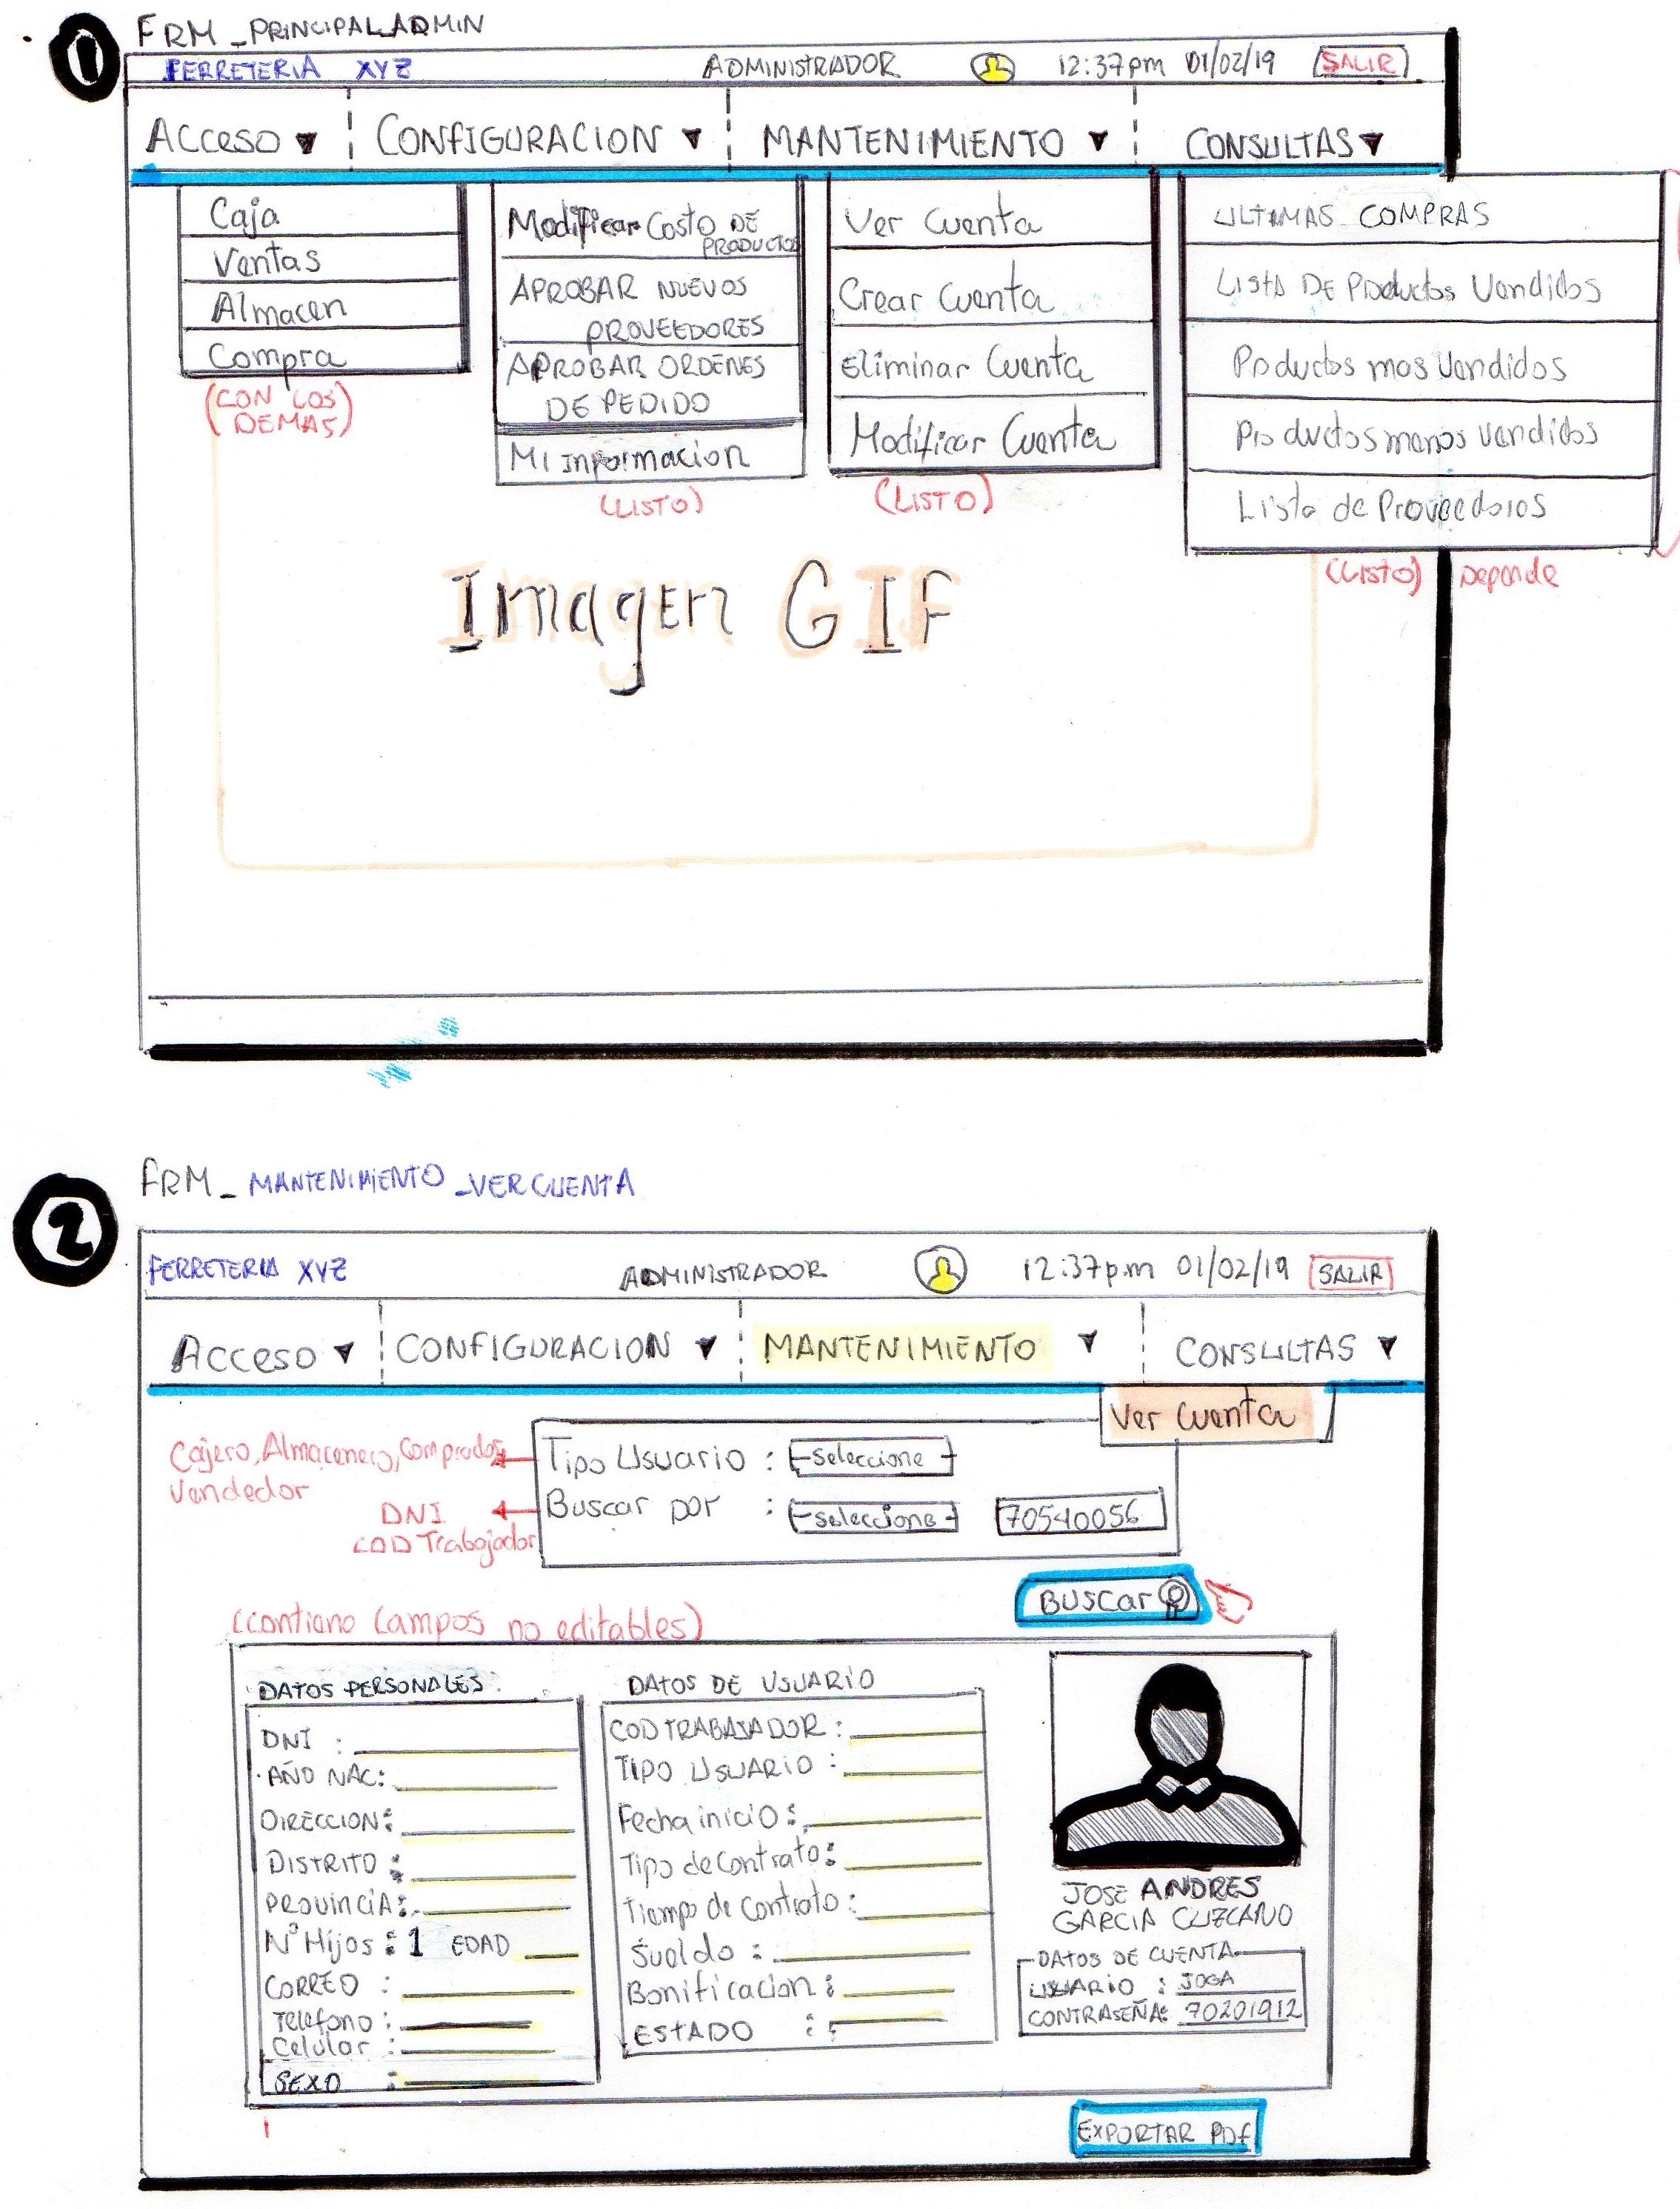 1
FRM_PRINCIPAL_ADMIN
FERRETERIA XYZ ADMINISTRADOR 12:37pm 01/02/19 SALIR
Acceso ▼ CONFIGURACION ▼ MANTENIMIENTO ▼ CONSULTAS ▼
Caja
Ventas
Almacen
Compra
(CON LOS
DEMAS)
Modificar Costo DE
PRODUCTOS
APROBAR NUEVOS
PROVEEDORES
APROBAR ORDENES
DE PEDIDO
MI Informacion
(LISTO)
Ver Cuenta
Crear Cuenta
Eliminar Cuenta
Modificar Cuenta
(LISTO)
ULTIMAS COMPRAS
LISTA DE Productos Vendidos
Productos mas Vendidos
Productos menos Vendidos
Lista de Proveedores
(LISTO) Depende
Imagen GIF
2
FRM_MANTENIMIENTO_VERCUENTA
FERRETERIA XYZ ADMINISTRADOR 12:37p.m 01/02/19 SALIR
Acceso ▼ CONFIGURACION ▼ MANTENIMIENTO ▼ CONSULTAS ▼
Ver Cuenta
Cajero, Almacenero, Comprador
Vendedor
Tipo Usuario : -seleccione-
DNI
COD Trabajador
Buscar por : -seleccione- 70540056
BUSCar
(contiene Campos no editables)
DATOS PERSONALES:
DNI :
AÑO NAC:
DIRECCION:
DISTRITO :
PROVINCIA:
N° Hijos : 1 EDAD
CORREO :
Telefono :
Celular :
SEXO :
DATOS DE USUARIO
COD TRABAJADOR:
TIPO USUARIO :
Fecha inicio :
Tipo de Contrato:
Tiempo de Contrato:
Sueldo :
Bonificacion :
ESTADO :
JOSE ANDRES
GARCIA CUZCANO
DATOS DE CUENTA
USUARIO : JOGA
CONTRASEÑA: 70201912
EXPORTAR PDF